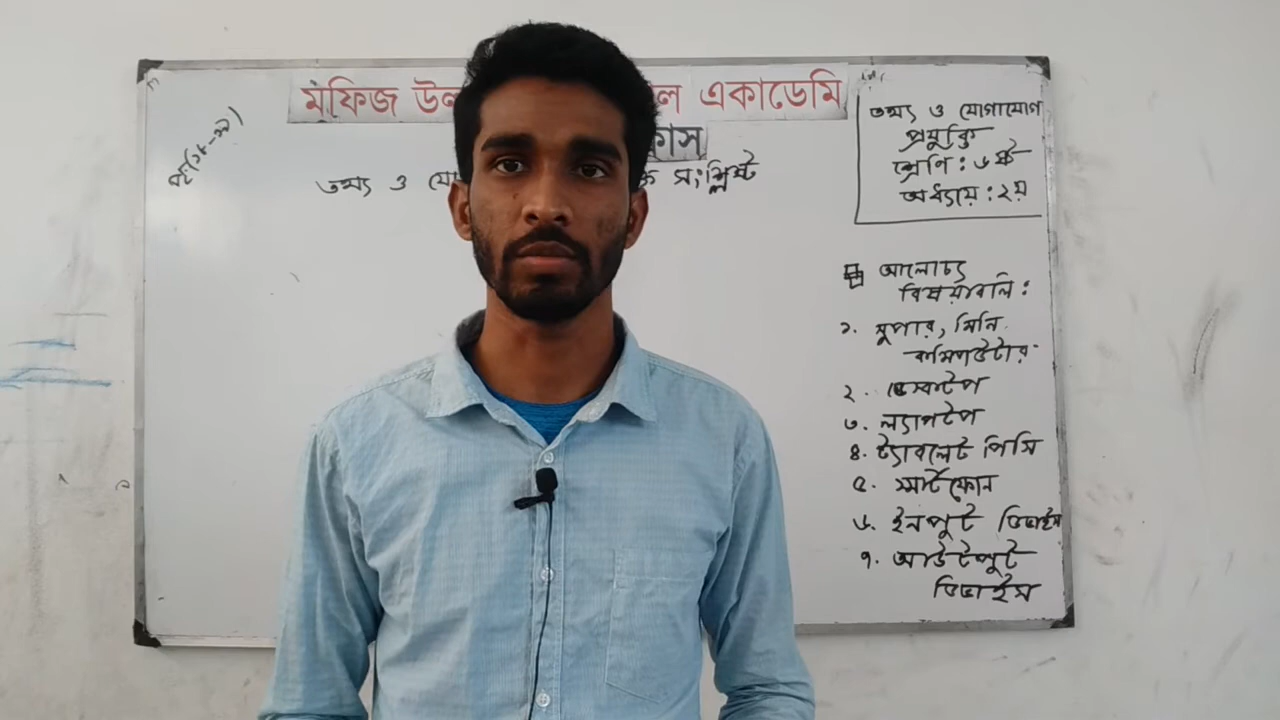 মফিজ উল ল একাডেমি
তথ্য ও যো সংশ্লিষ্ট
তথ্য ও যোগাযোগ
প্রযুক্তি
শ্রেণি : ৬ষ্ঠ
অধ্যায় : ২য়
আলোচ্য
বিষয়াবলি :
১. সুপার, মিনি
কম্পিউটার
২. ডেস্কটপ
৩. ল্যাপটপ
৪. ট্যাবলেট পিসি
৫. স্মার্টফোন
৬. ইনপুট ডিভাইস
৭. আউটপুট
ডিভাইস